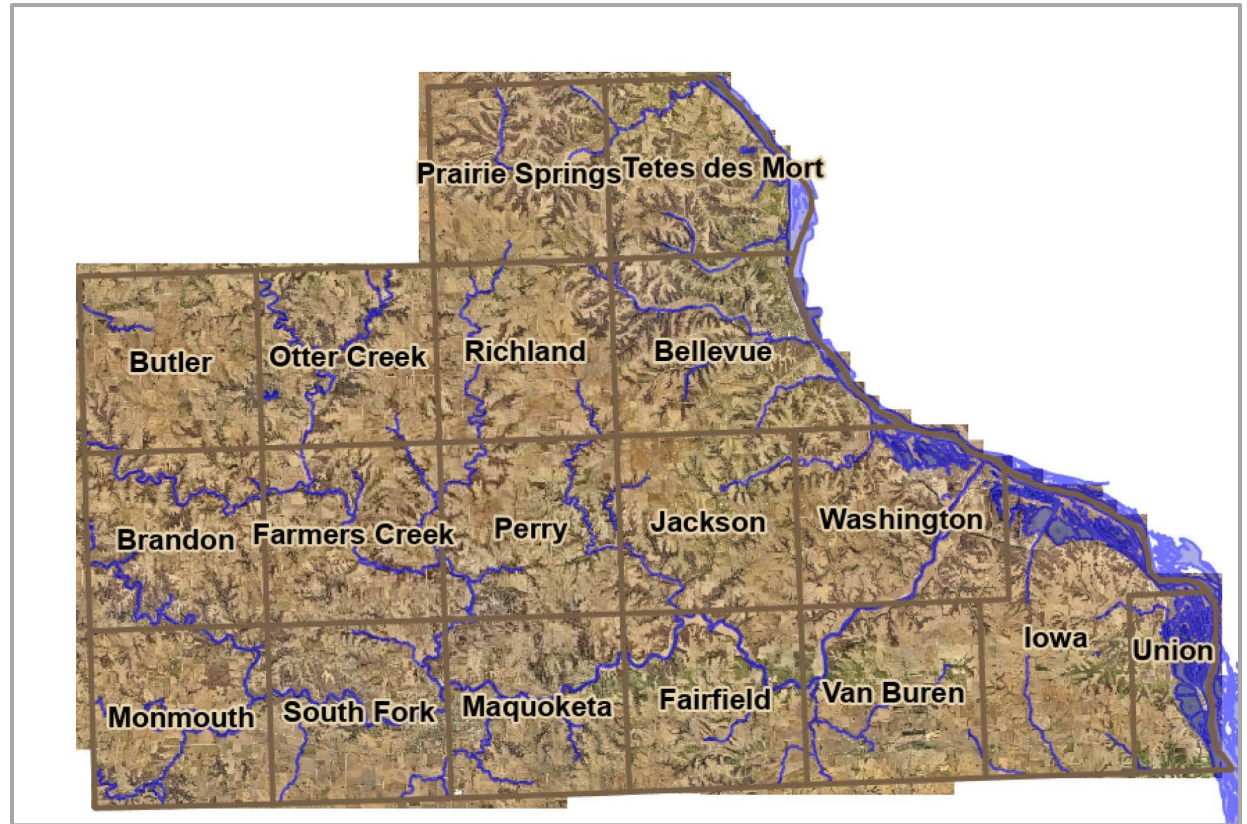 Prairie Springs
Tetes des Mort
Butler
Otter Creek
Richland
Bellevue
Brandon
Farmers Creek
Perry
Jackson
Washington
Monmouth
South Fork
Maquoketa
Fairfield
Van Buren
Iowa
Union